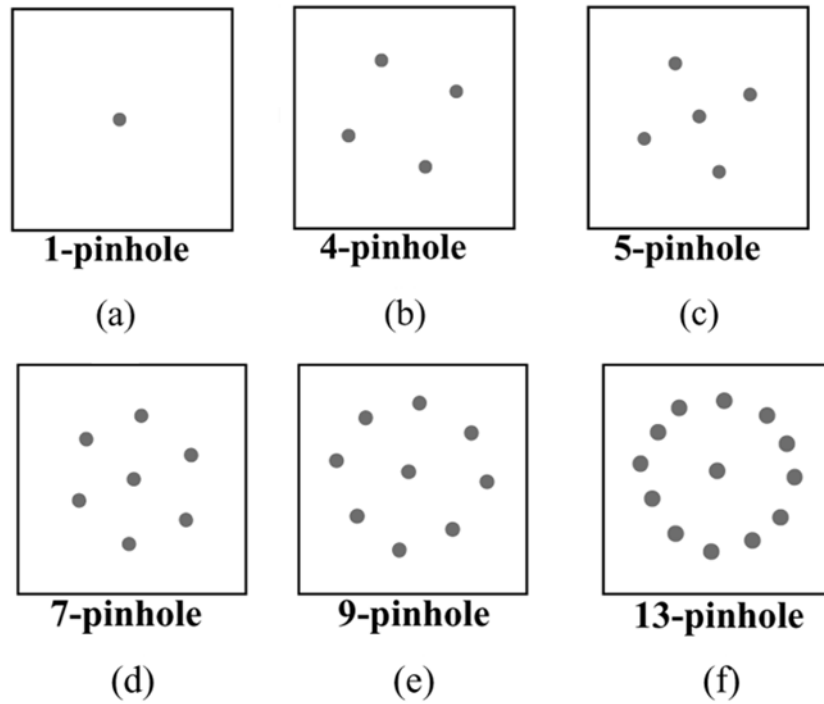 1-pinhole
4-pinhole
5-pinhole
(a)
(b)
(c)
7-pinhole
9-pinhole
13-pinhole
(d)
(e)
(f)